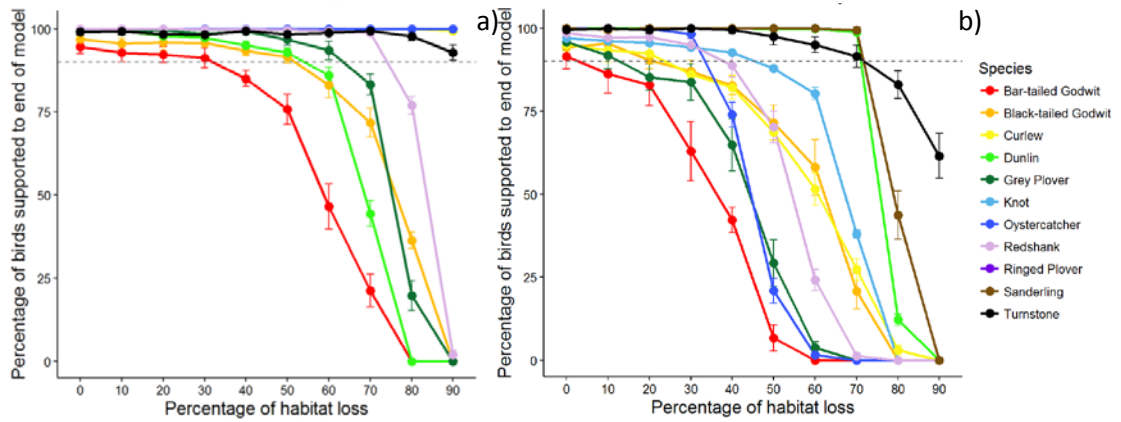 a)
Percentage of birds supported to end of model
100
75
50
25
0
0 10 20 30 40 50 60 70 80 90
Percentage of habitat loss
b)
Percentage of birds supported to end of model
100
75
50
25
0
0 10 20 30 40 50 60 70 80 90
Percentage of habitat loss
Species
Bar-tailed Godwit
Black-tailed Godwit
Curlew
Dunlin
Grey Plover
Knot
Oystercatcher
Redshank
Ringed Plover
Sanderling
Turnstone